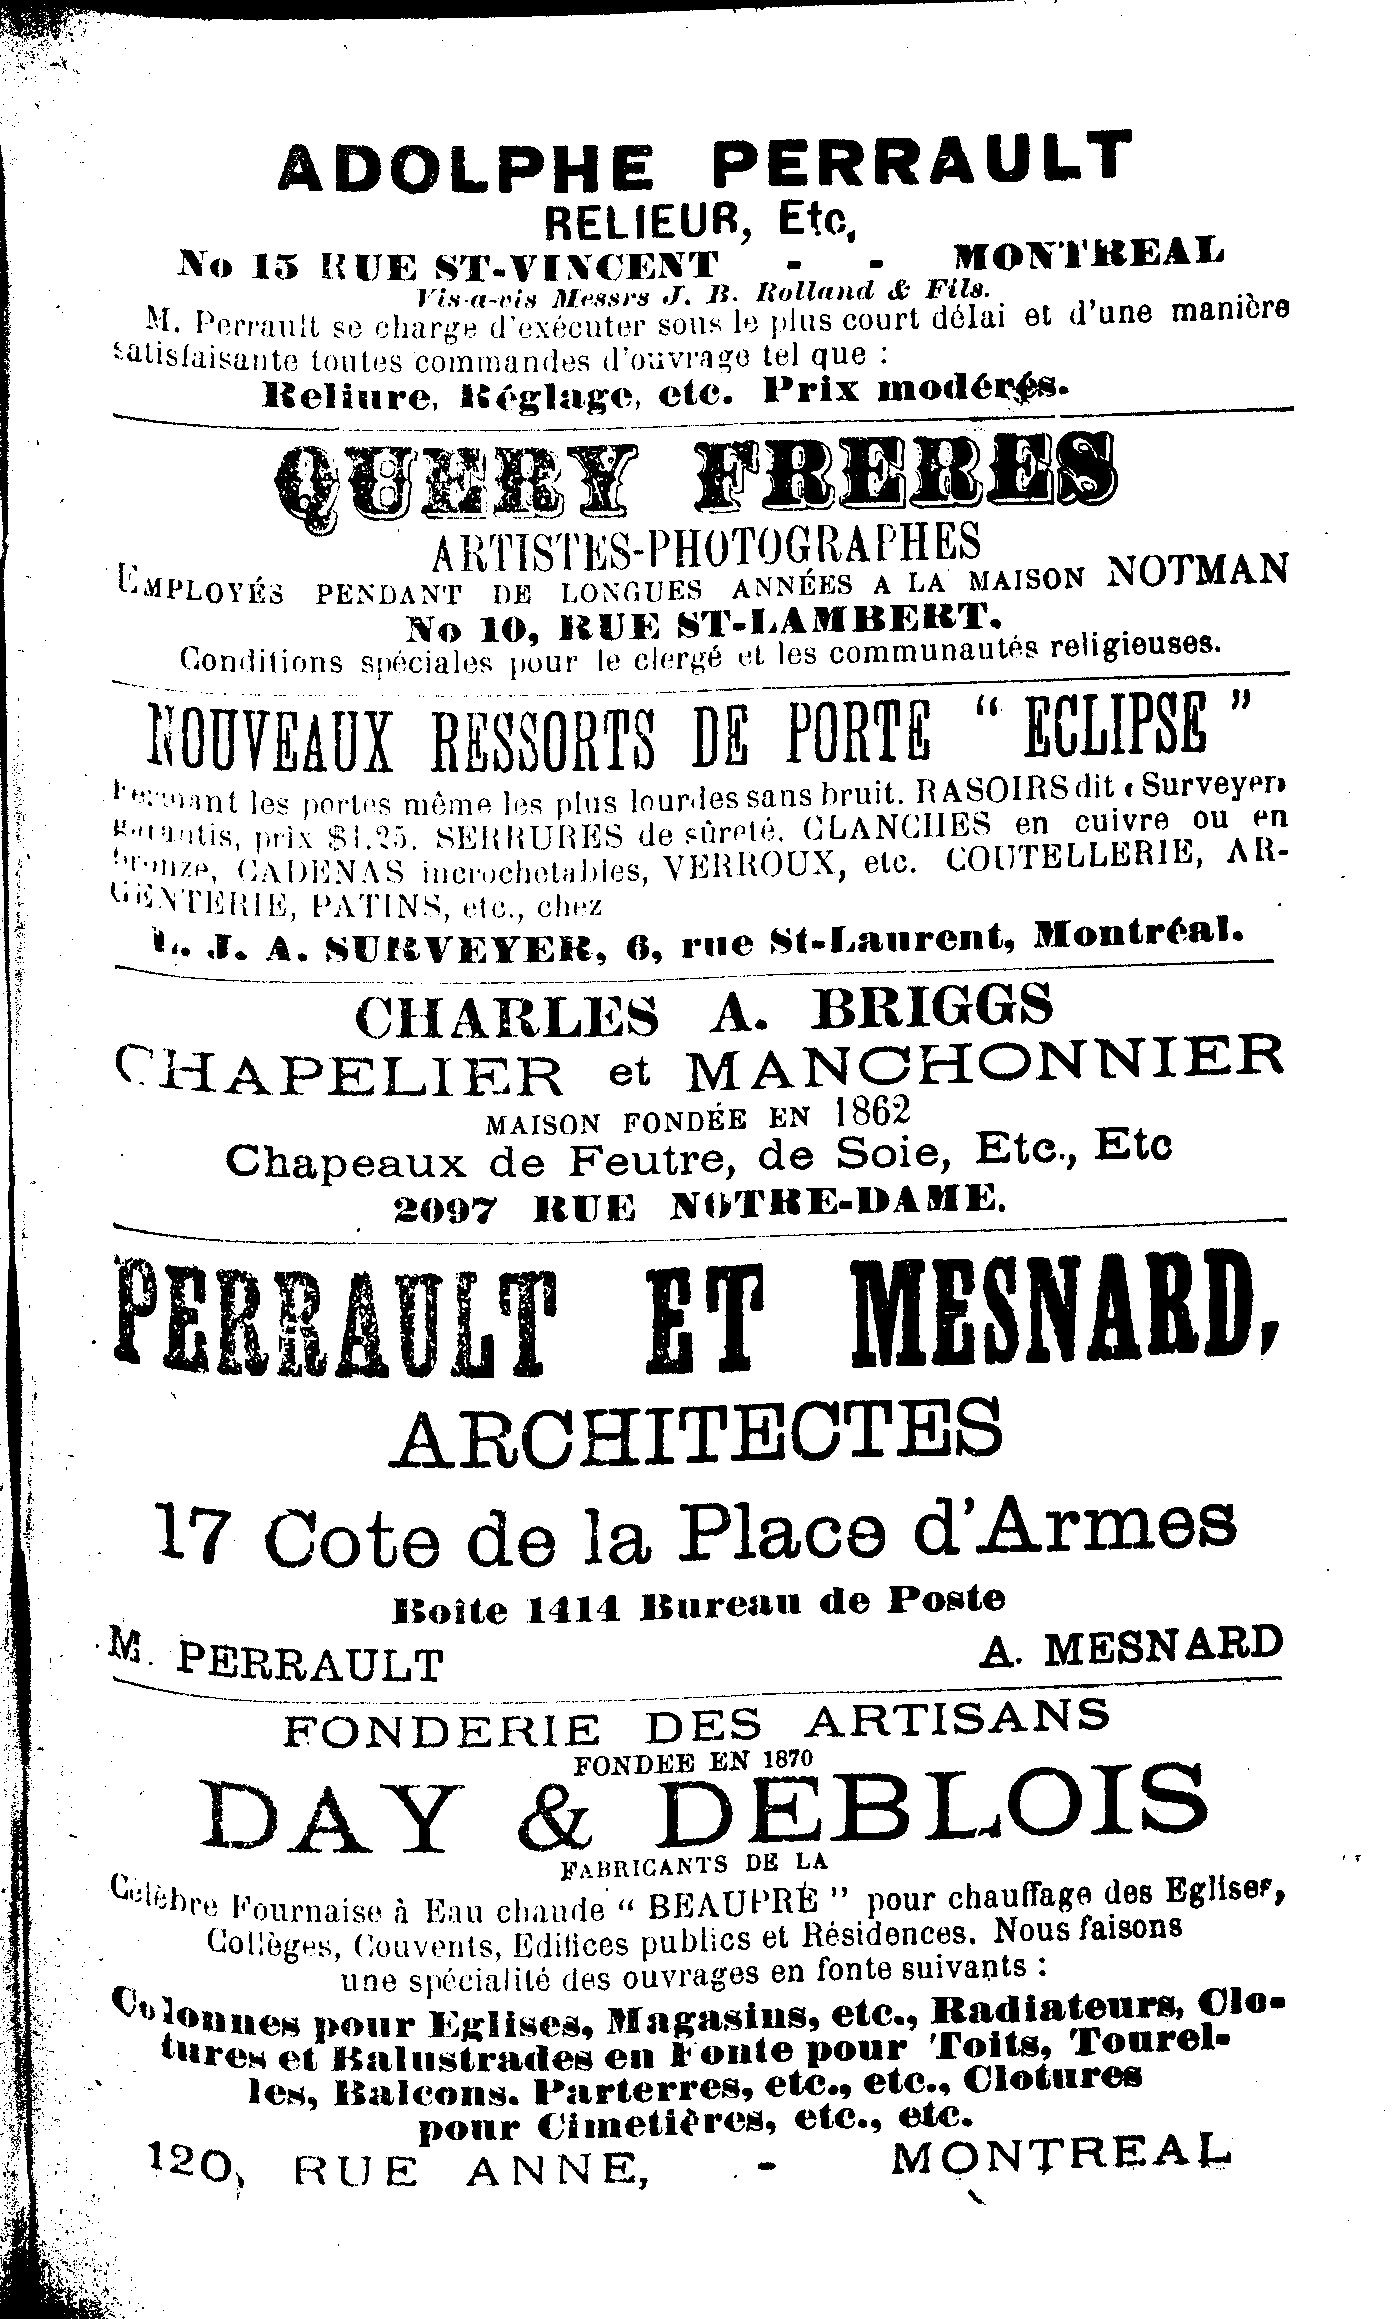 ADOLPHE PERRAULT
RELIEUR, Etc,
No 15 RUE ST-VINCENT - - MONTREAL
Vis-a-vis Messrs J. B. Rolland & Fils.
M. Perrault se charge d'exécuter sous le plus court délai et d'une manière
satisfaisante toutes commandes d'ouvrage tel que :
Reliure, Réglage, etc. Prix modérés.
QUERY FRERES
ARTISTES-PHOTOGRAPHES
EMPLOYÉS PENDANT DE LONGUES ANNÉES A LA MAISON NOTMAN
No 10, RUE ST-LAMBERT.
Conditions spéciales pour le clergé et les communautés religieuses.
NOUVEAUX RESSORTS DE PORTE “ ECLIPSE ”
Fermant les portes même les plus lourdes sans bruit. RASOIRS dit « Surveyer»
garantis, prix $1.25. SERRURES de sûreté. CLANCHES en cuivre ou en
bronze, CADENAS incrochetables, VERROUX, etc. COUTELLERIE, AR-
GENTERIE, PATINS, etc., chez
L. J. A. SURVEYER, 6, rue St-Laurent, Montréal.
CHARLES A. BRIGGS
CHAPELIER et MANCHONNIER
MAISON FONDÉE EN 1862
Chapeaux de Feutre, de Soie, Etc., Etc
2097 RUE NOTRE-DAME.
PERRAULT ET MESNARD,
ARCHITECTES
17 Cote de la Place d'Armes
Boîte 1414 Bureau de Poste
M. PERRAULT A. MESNARD
FONDERIE DES ARTISANS
FONDEE EN 1870
DAY & DEBLOIS
FABRICANTS DE LA
Célèbre Fournaise à Eau chaude “ BEAUPRÉ ” pour chauffage des Eglises,
Collèges, Couvents, Edifices publics et Résidences. Nous faisons
une spécialité des ouvrages en fonte suivants :
Colonnes pour Eglises, Magasins, etc., Radiateurs, Clo-
tures et Balustrades en Fonte pour Toits, Tourel-
les, Balcons. Parterres, etc., etc., Clotures
pour Cimetières, etc., etc.
120, RUE ANNE, - MONTREAL